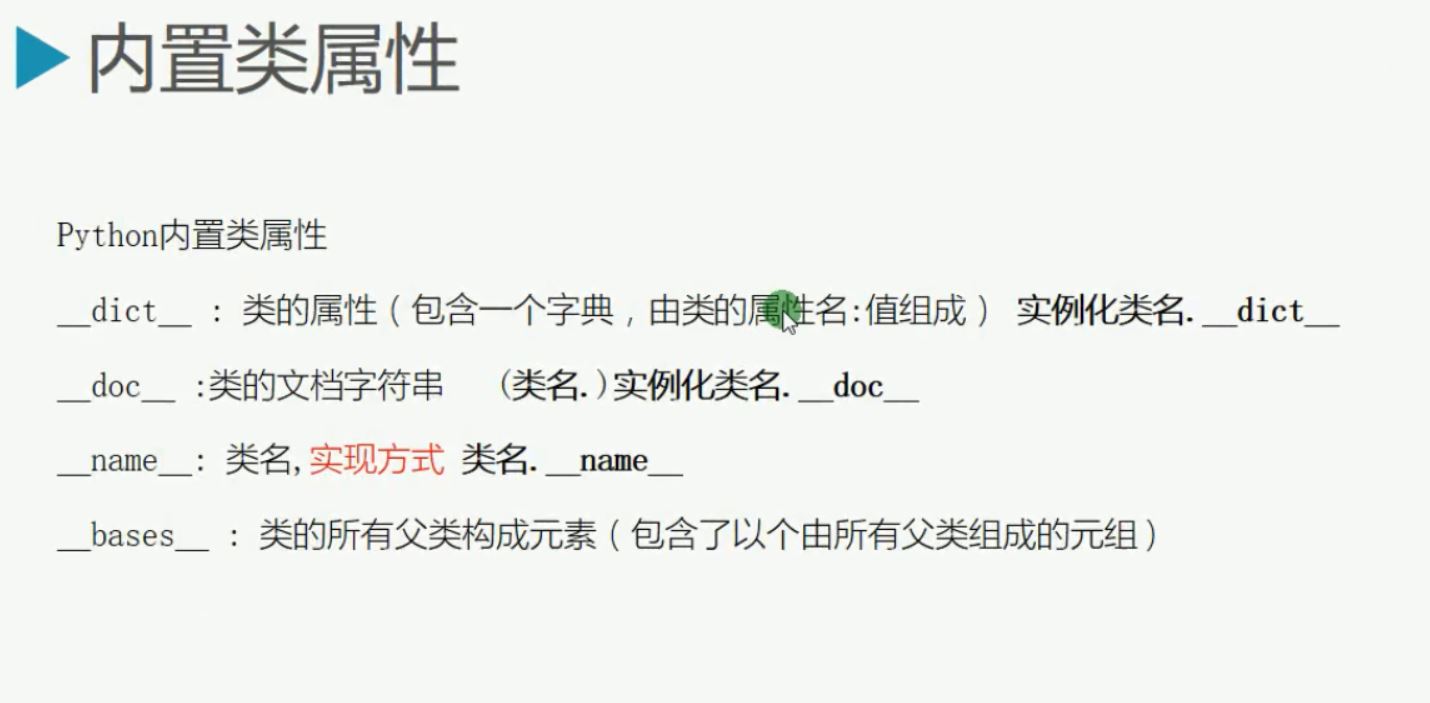 内置类属性
Python内置类属性
__dict__ : 类的属性（包含一个字典，由类的属性名:值组成） 实例化类名.__dict__
__doc__ :类的文档字符串 (类名.)实例化类名.__doc__
__name__: 类名,实现方式 类名.__name__
__bases__ : 类的所有父类构成元素（包含了以个由所有父类组成的元组）